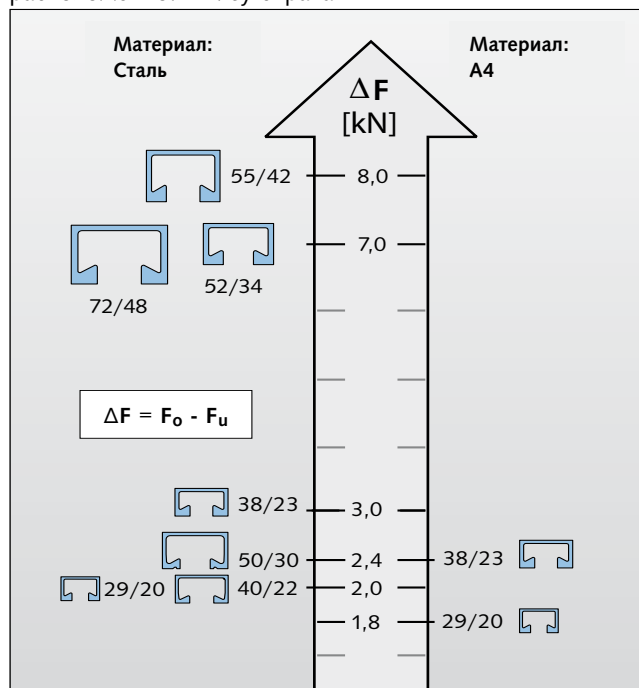 Материал:
Сталь
Материал:
A4
ΔF
[kN]
55/42
8,0
7,0
52/34
72/48
ΔF = Fo - Fu
38/23
3,0
50/30
2,4
38/23
29/20
40/22
2,0
1,8
29/20